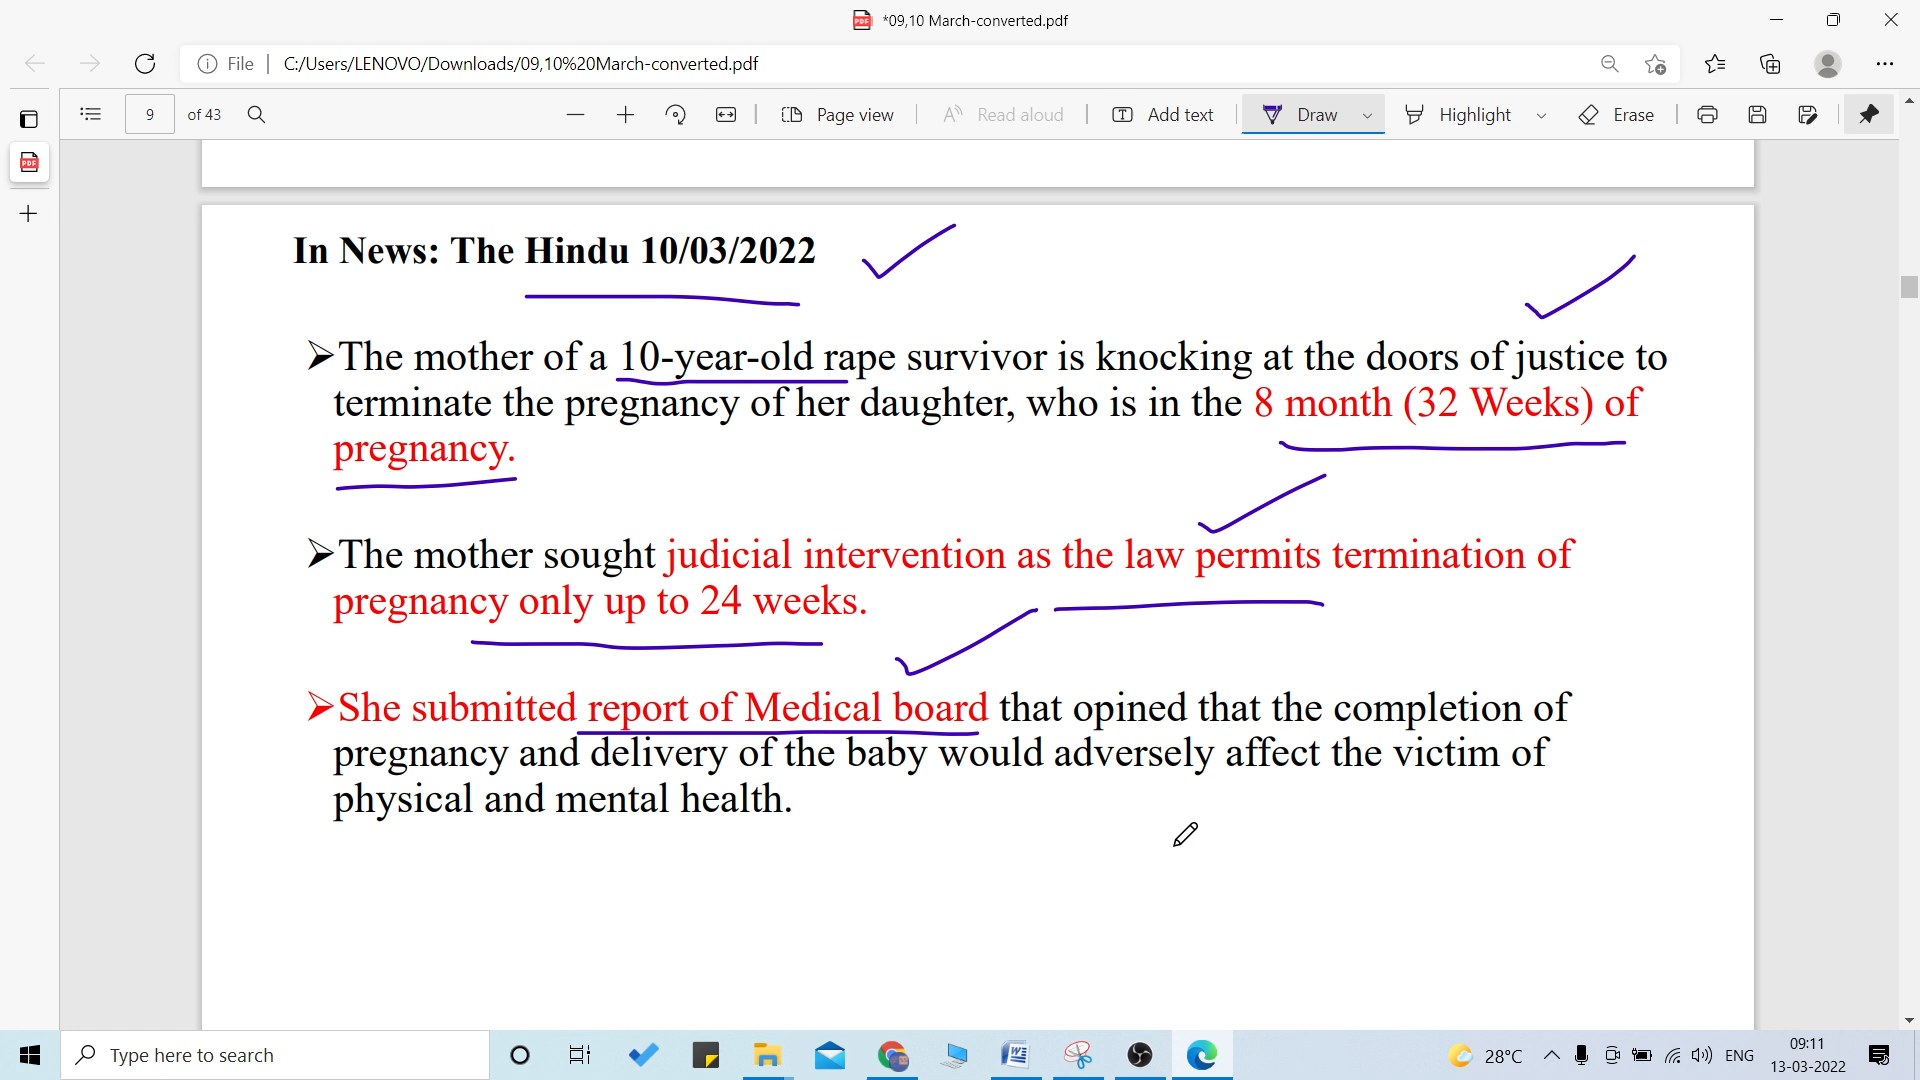 *09,10 March-converted.pdf
File C:/Users/LENOVO/Downloads/09,10%20March-converted.pdf
9 of 43 Page view Read aloud Add text Draw Highlight Erase
In News: The Hindu 10/03/2022
➢The mother of a 10-year-old rape survivor is knocking at the doors of justice to
terminate the pregnancy of her daughter, who is in the 8 month (32 Weeks) of
pregnancy.
➢The mother sought judicial intervention as the law permits termination of
pregnancy only up to 24 weeks.
➢She submitted report of Medical board that opined that the completion of
pregnancy and delivery of the baby would adversely affect the victim of
physical and mental health.
Type here to search 28°C ENG 09:11
13-03-2022